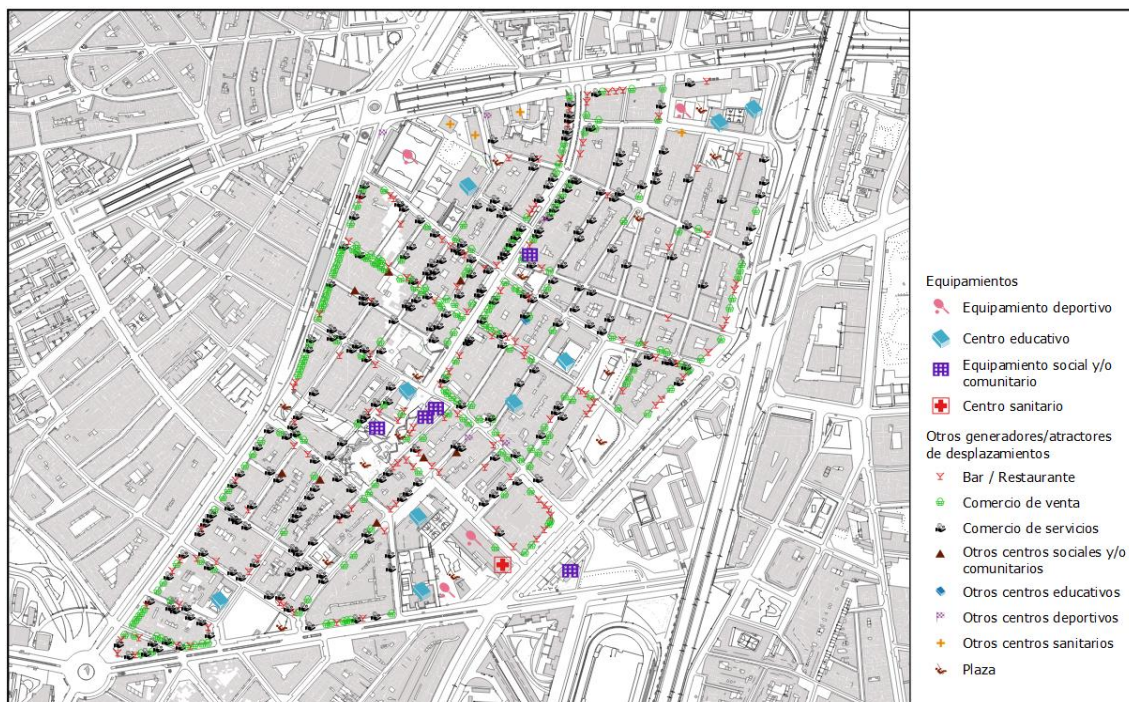 Equipamientos
Equipamiento deportivo
Centro educativo
Equipamiento social y/o
comunitario
Centro sanitario
Otros generadores/atractores
de desplazamientos
Bar / Restaurante
Comercio de venta
Comercio de servicios
Otros centros sociales y/o
comunitarios
Otros centros educativos
Otros centros deportivos
Otros centros sanitarios
Plaza